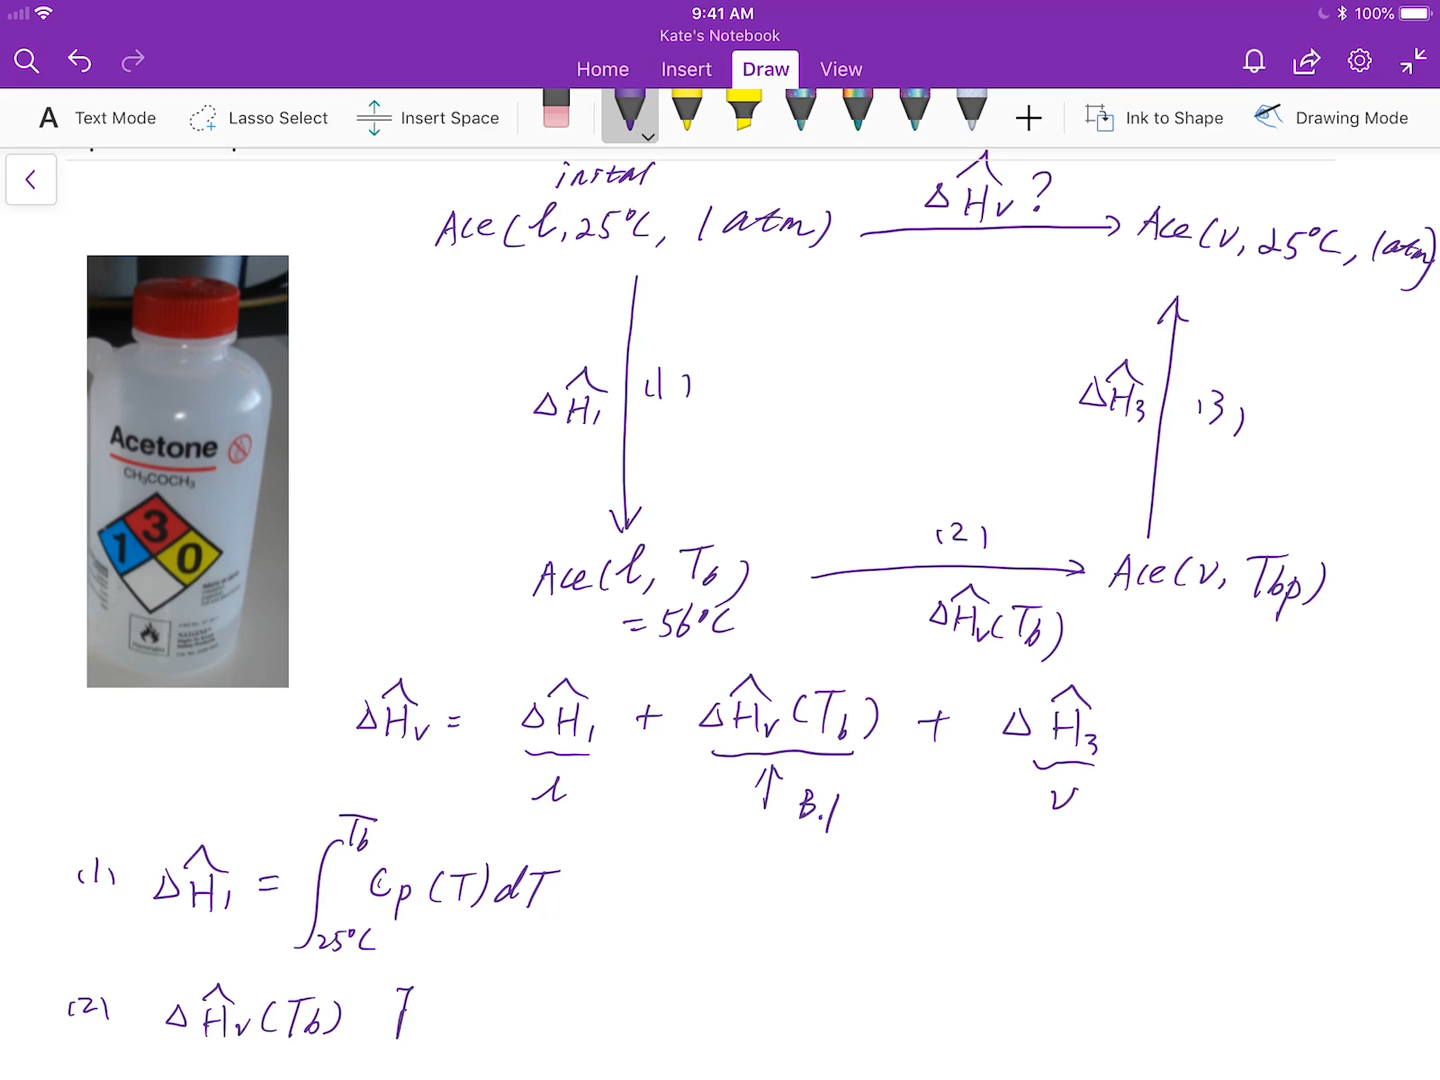 9:41 AM
100%
Kate's Notebook
Home Insert Draw View
A Text Mode Lasso Select Insert Space Ink to Shape Drawing Mode
ΔĤv ?
Ace(l, 25°C, 1 atm) Ace(v, 25°C, 1 atm)
ΔĤ₁ (1) ΔĤ₃ (3)
Acetone
CH₃COCH₃
3
1 0
(2)
Ace(l, Tb) Ace(v, Tbp)
= 56°C ΔĤv(Tb)
ΔĤv = ΔĤ₁ + ΔĤv(Tb) + ΔĤ₃
l ↑ B.1 v
(1) ΔĤ₁ = ∫₂₅°C^Tb Cp(T)dT
(2) ΔĤv(Tb)